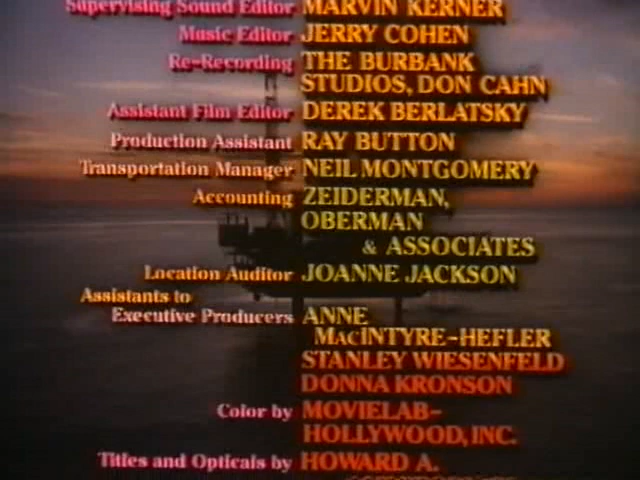 Supervising Sound Editor MARVIN KERNER
Music Editor JERRY COHEN
Re-Recording THE BURBANK
STUDIOS, DON CAHN
Assistant Film Editor DEREK BERLATSKY
Production Assistant RAY BUTTON
Transportation Manager NEIL MONTGOMERY
Accounting ZEIDERMAN,
OBERMAN
& ASSOCIATES
Location Auditor JOANNE JACKSON
Assistants to
Executive Producers ANNE
MACINTYRE-HEFLER
STANLEY WIESENFELD
DONNA KRONSON
Color by MOVIELAB-
HOLLYWOOD, INC.
Titles and Opticals by HOWARD A.